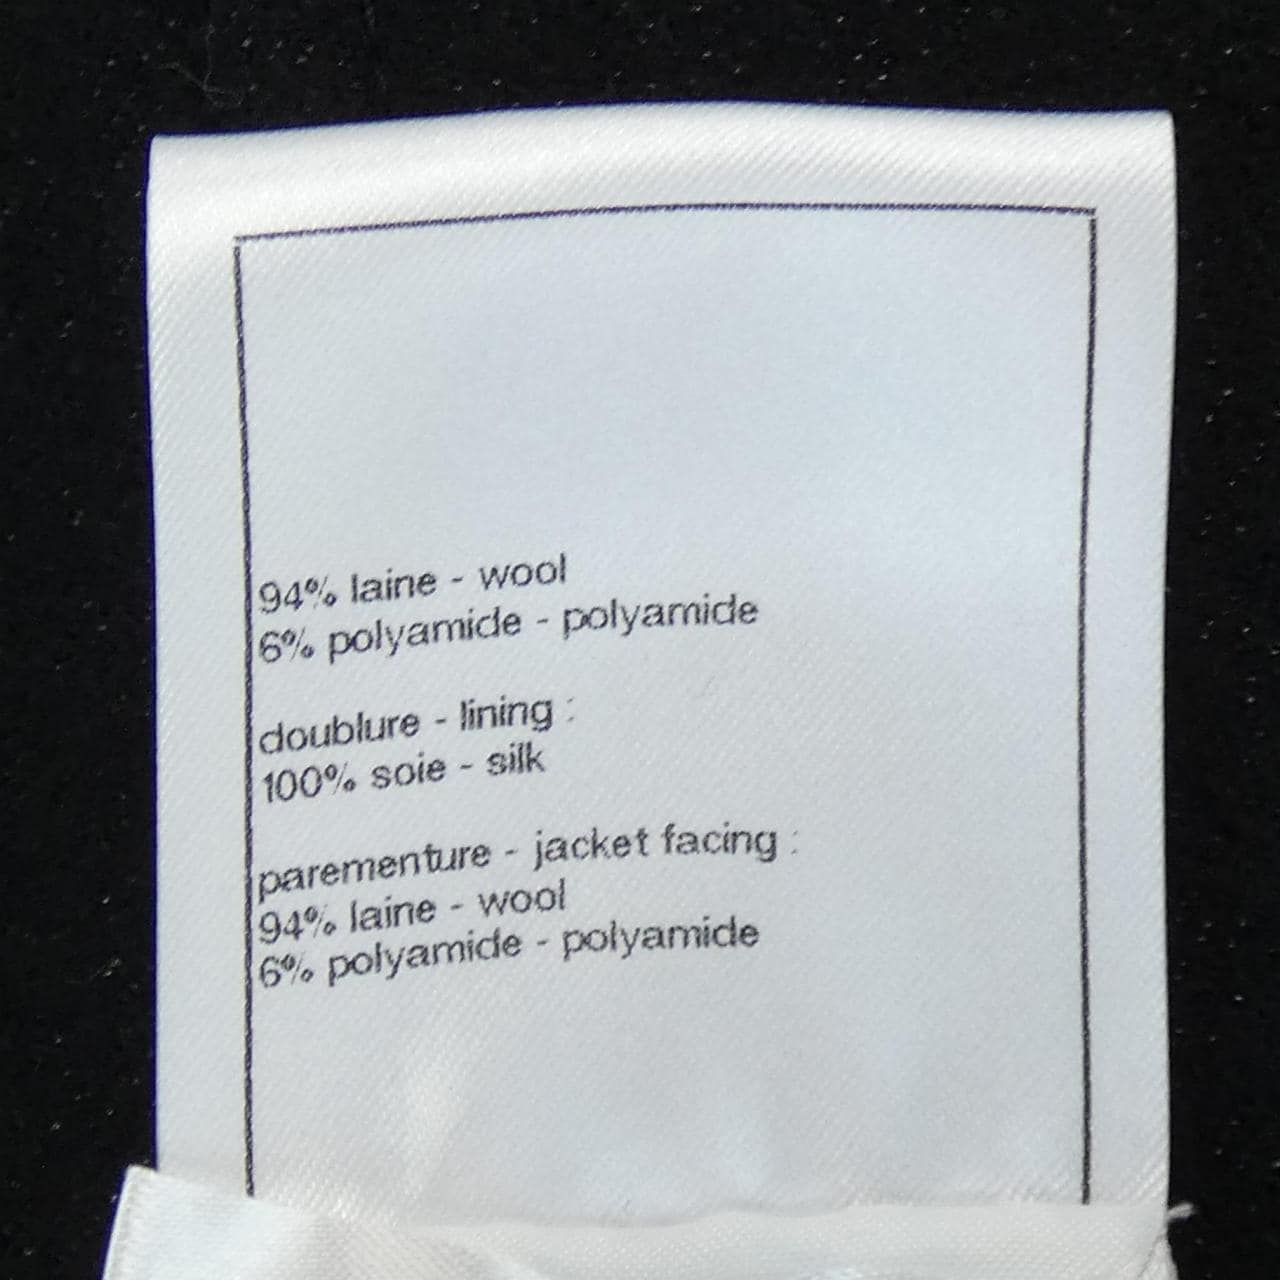 94% laine - wool
6% polyamide - polyamide
doublure - lining :
100% soie - silk
parementure - jacket facing :
94% laine - wool
6% polyamide - polyamide